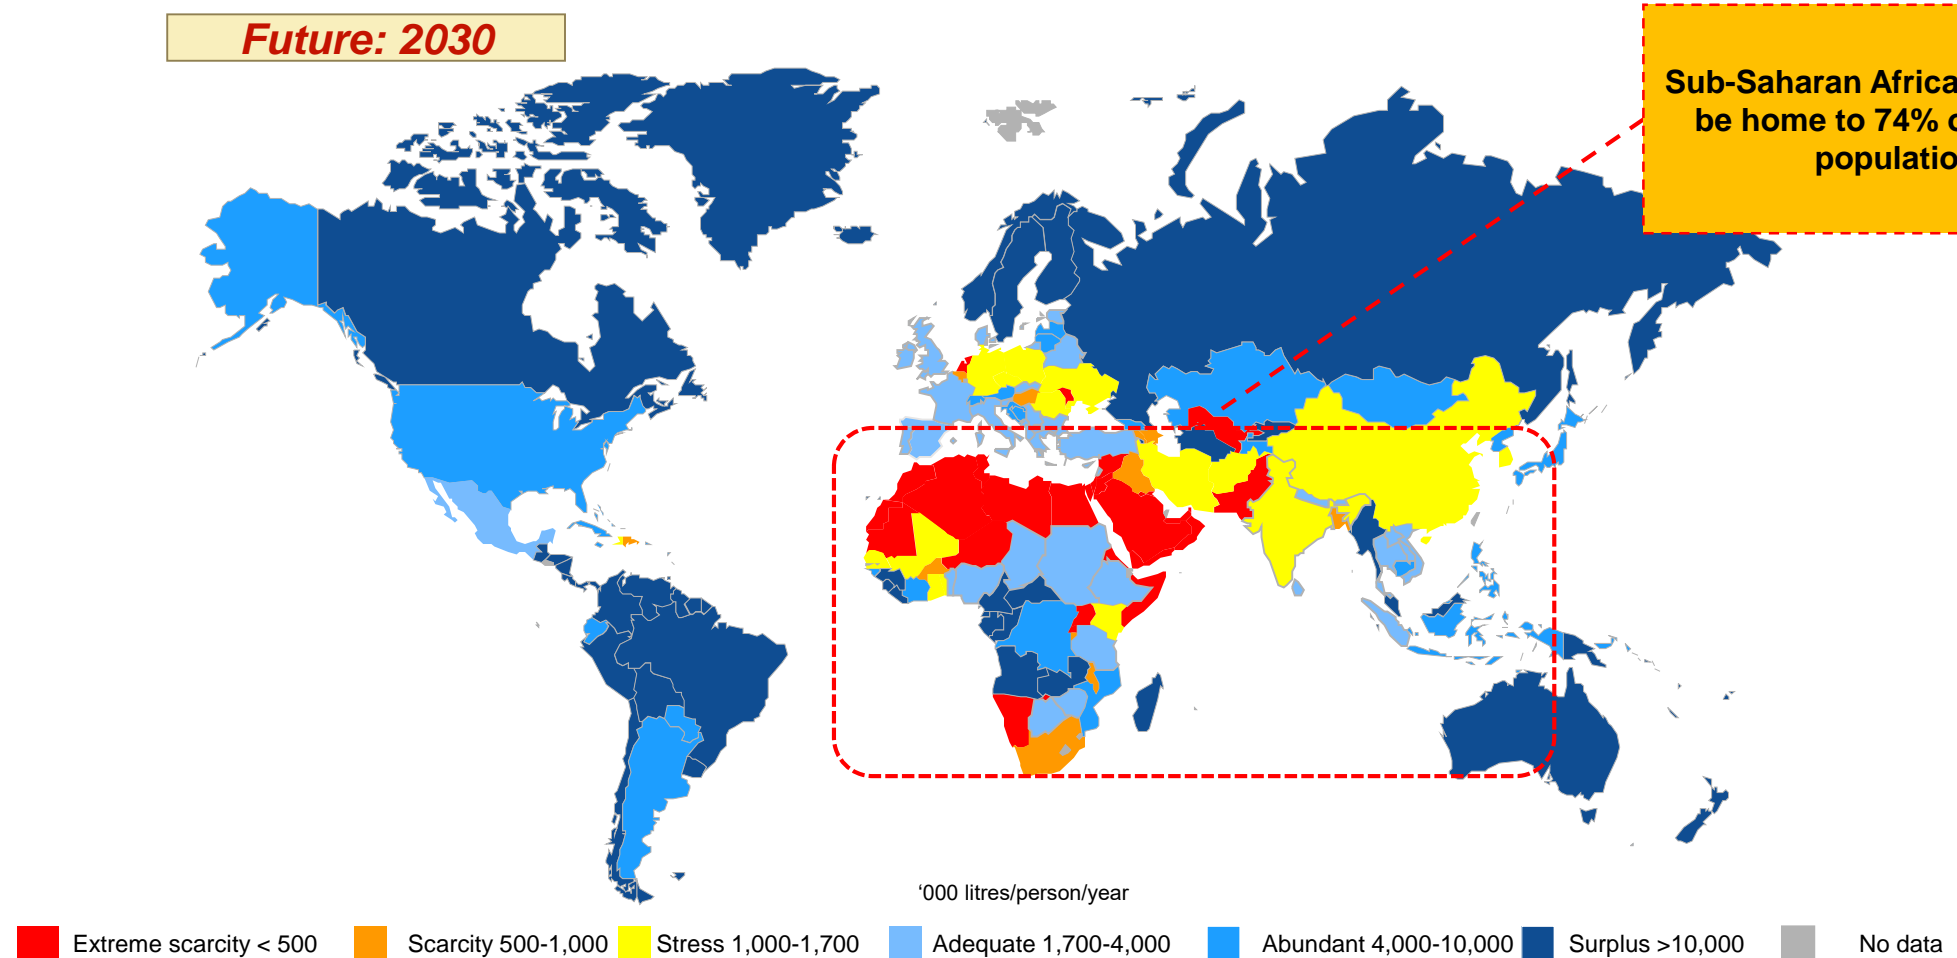 Future: 2030
Sub-Saharan Africa
be home to 74%
‘000 litres/person/year
Extreme scarcity < 500
Scarcity 500-1,000
Stress 1,000-1,700
Adequate 1,700-4,000
Abundant 4,000-10,000
Surplus >10,000
No data